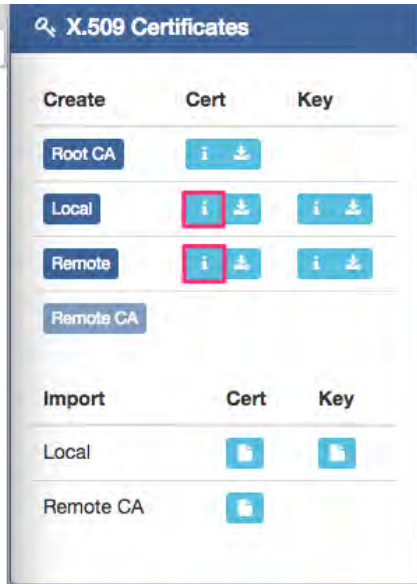 X.509 Certificates
Create Cert Key
Root CA i
Local i i
Remote i i
Remote CA
Import Cert Key
Local
Remote CA